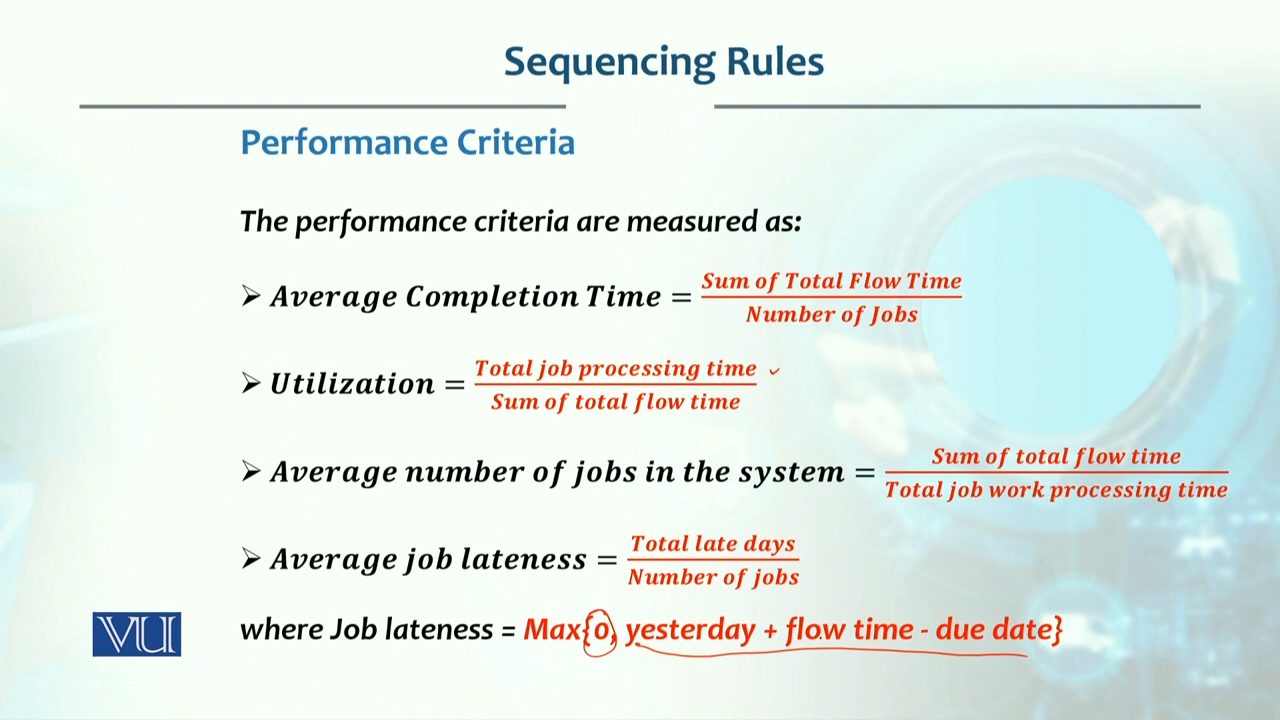 Sequencing Rules
Performance Criteria
The performance criteria are measured as:
➢ Average Completion Time = Sum of Total Flow Time / Number of Jobs
➢ Utilization = Total job processing time / Sum of total flow time ✓
➢ Average number of jobs in the system = Sum of total flow time / Total job work processing time
➢ Average job lateness = Total late days / Number of jobs
where Job lateness = Max{0, yesterday + flow time - due date}
VU